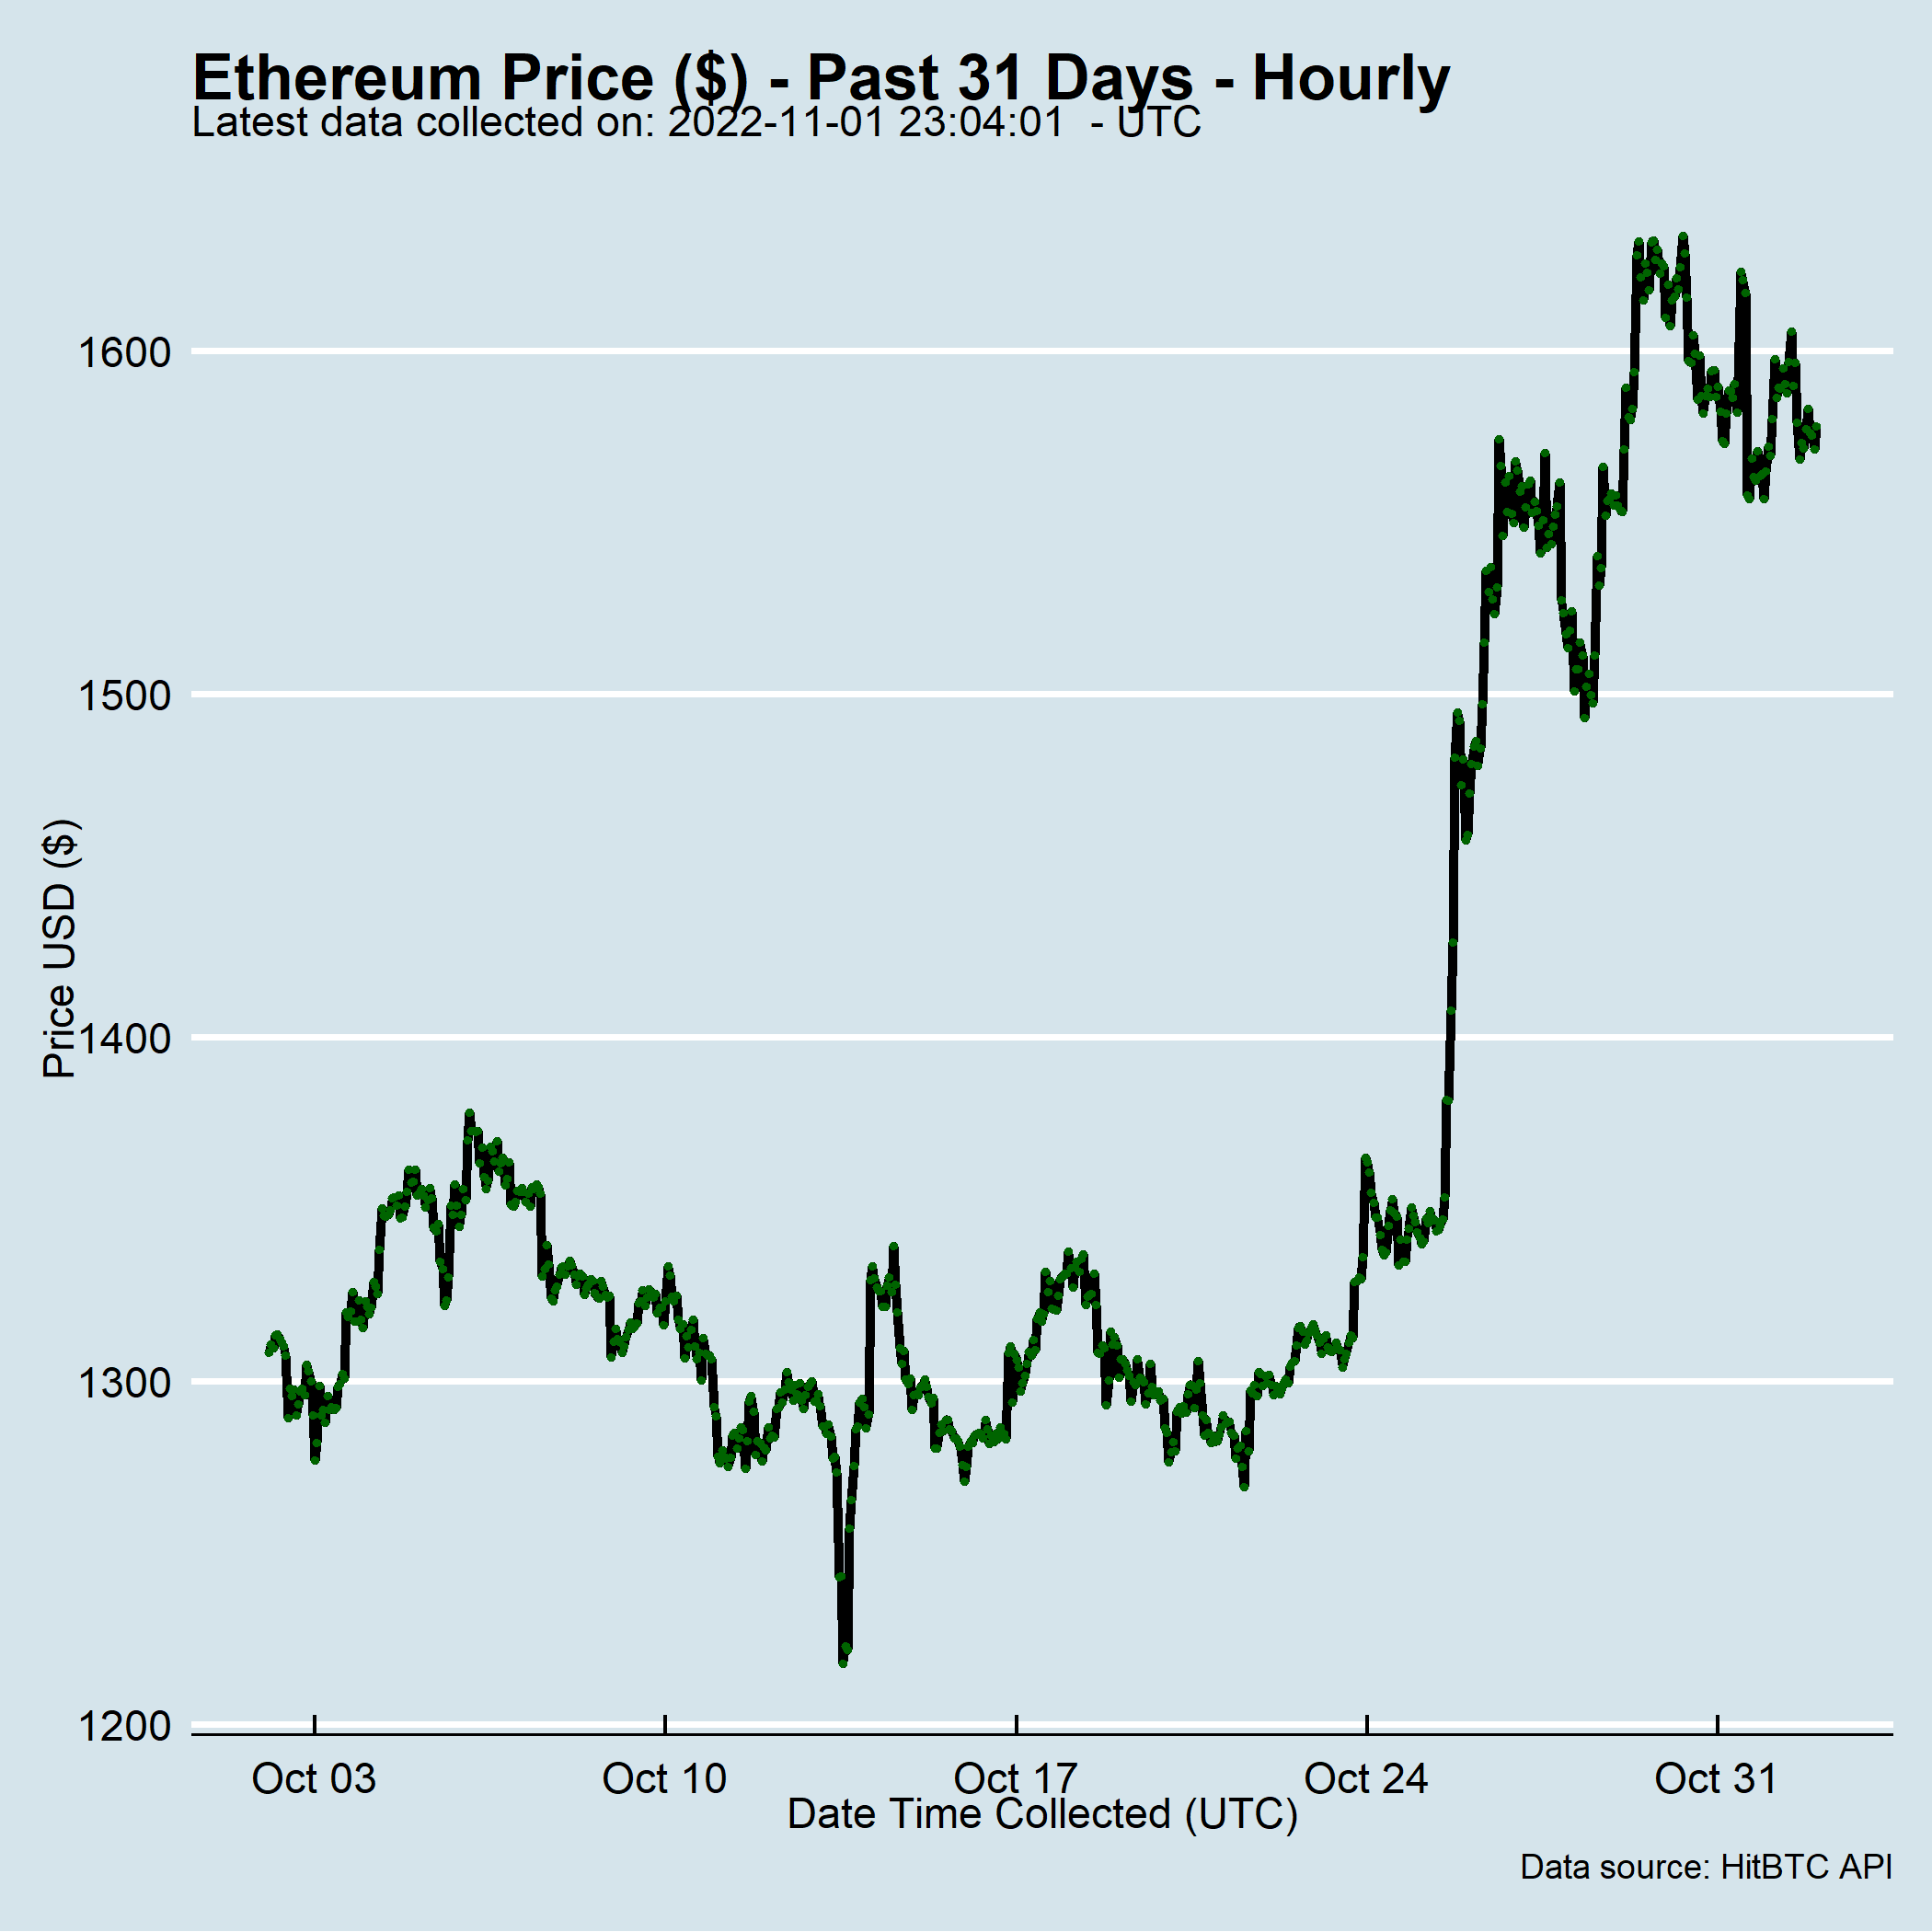 Ethereum Price ($) - Past 31 Days - Hourly
Latest data collected on: 2022-11-01 23:04:01  - UTC
Price USD ($)
1600
1500
1400
1300
1200
Oct 03
Oct 10
Oct 17
Oct 24
Oct 31
Date Time Collected (UTC)
Data source: HitBTC API